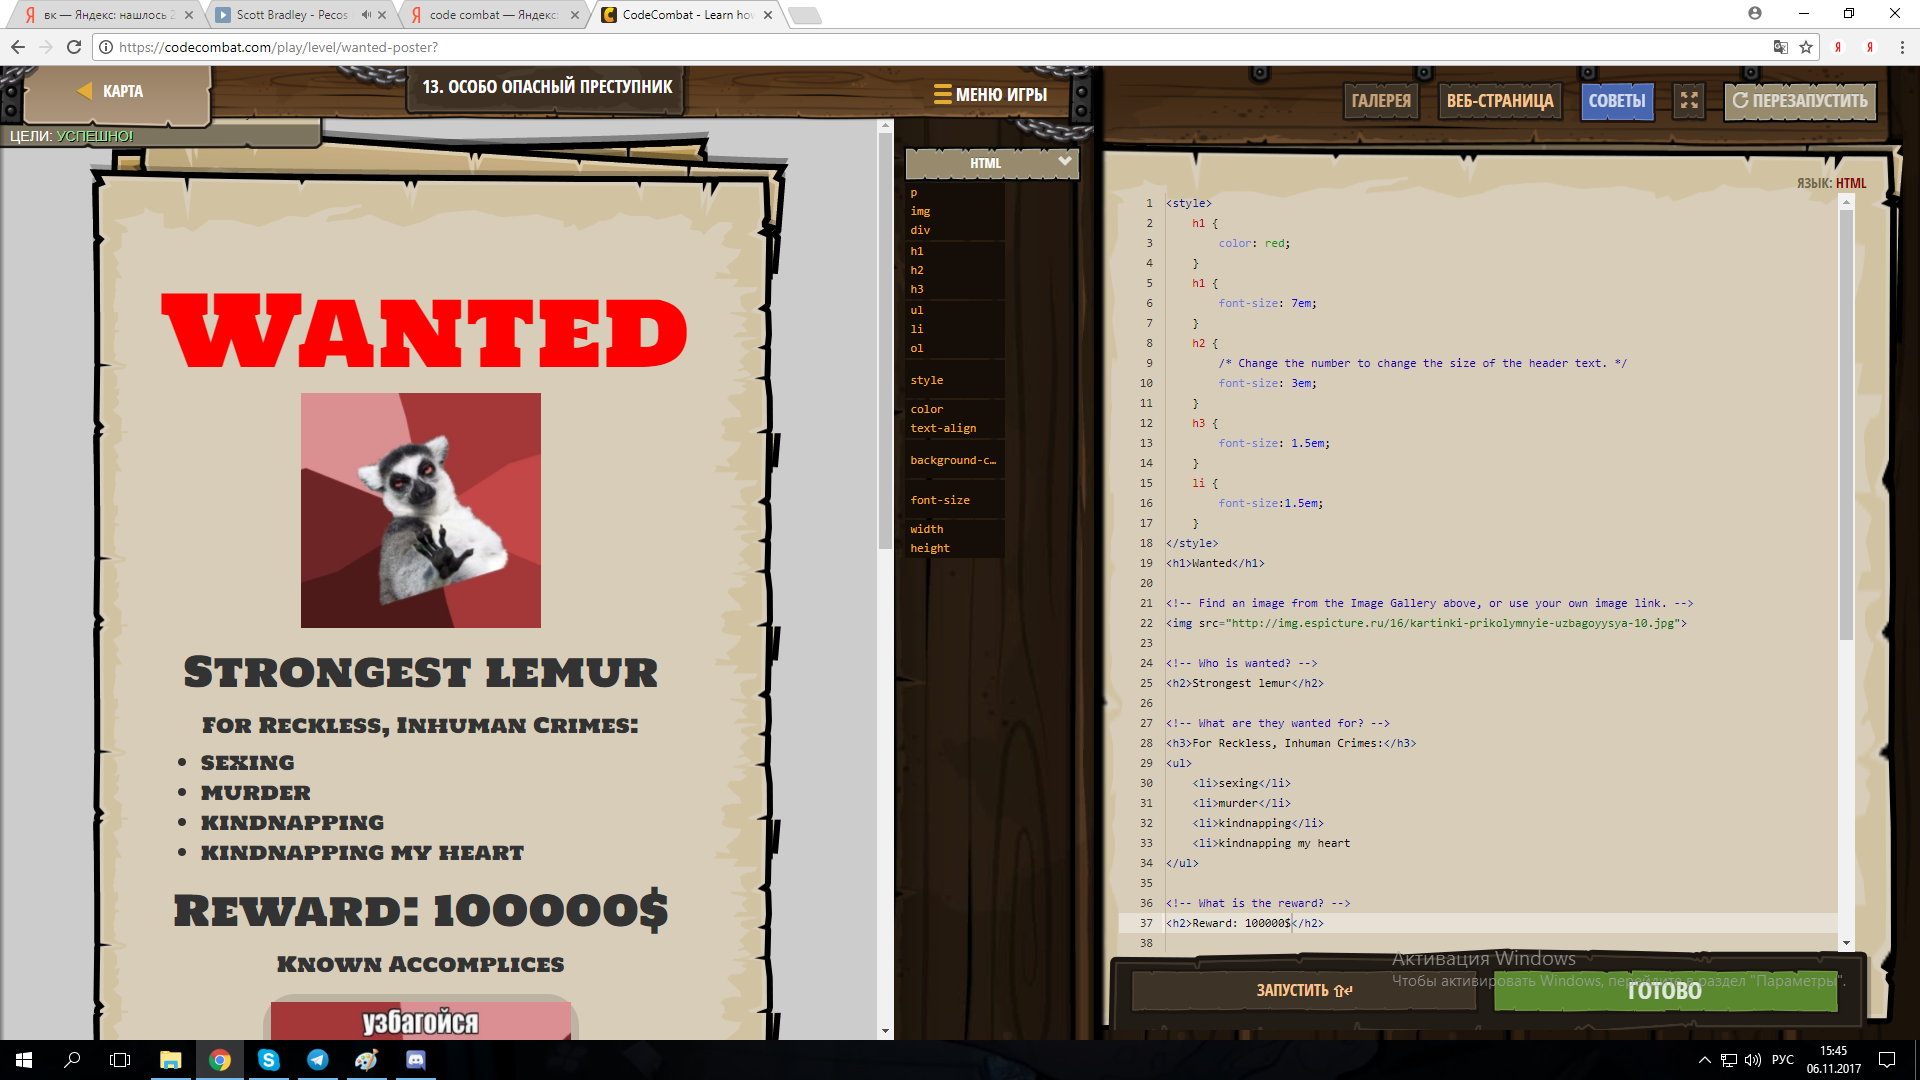 вк — Яндекс: нашлось 2
Scott Bradley - Pecos
code combat — Яндекс:
CodeCombat - Learn how
https://codecombat.com/play/level/wanted-poster?
КАРТА
13. ОСОБО ОПАСНЫЙ ПРЕСТУПНИК
МЕНЮ ИГРЫ
ГАЛЕРЕЯ
ВЕБ-СТРАНИЦА
СОВЕТЫ
ПЕРЕЗАПУСТИТЬ
ЦЕЛИ: УСПЕШНО!
Wanted
Strongest lemur
For Reckless, Inhuman Crimes:
sexing
murder
kindnapping
kindnapping my heart
Reward: 100000$
Known Accomplices
узбагойся
HTML
p
img
div
h1
h2
h3
ul
li
ol
style
color
text-align
background-c...
font-size
width
height
ЯЗЫК: HTML
1 <style>
2 h1 {
3 color: red;
4 }
5 h1 {
6 font-size: 7em;
7 }
8 h2 {
9 /* Change the number to change the size of the header text. */
10 font-size: 3em;
11 }
12 h3 {
13 font-size: 1.5em;
14 }
15 li {
16 font-size:1.5em;
17 }
18 </style>
19 <h1>Wanted</h1>
20
21 <!-- Find an image from the Image Gallery above, or use your own image link. -->
22 <img src="http://img.espicture.ru/16/kartinki-prikolymnyie-uzbagoyysya-10.jpg">
23
24 <!-- Who is wanted? -->
25 <h2>Strongest lemur</h2>
26
27 <!-- What are they wanted for? -->
28 <h3>For Reckless, Inhuman Crimes:</h3>
29 <ul>
30 <li>sexing</li>
31 <li>murder</li>
32 <li>kindnapping</li>
33 <li>kindnapping my heart
34 </ul>
35
36 <!-- What is the reward? -->
37 <h2>Reward: 100000$</h2>
38
Активация Windows
Чтобы активировать Windows, перейдите в раздел "Параметры".
ЗАПУСТИТЬ
ГОТОВО
РУС
15:45
06.11.2017